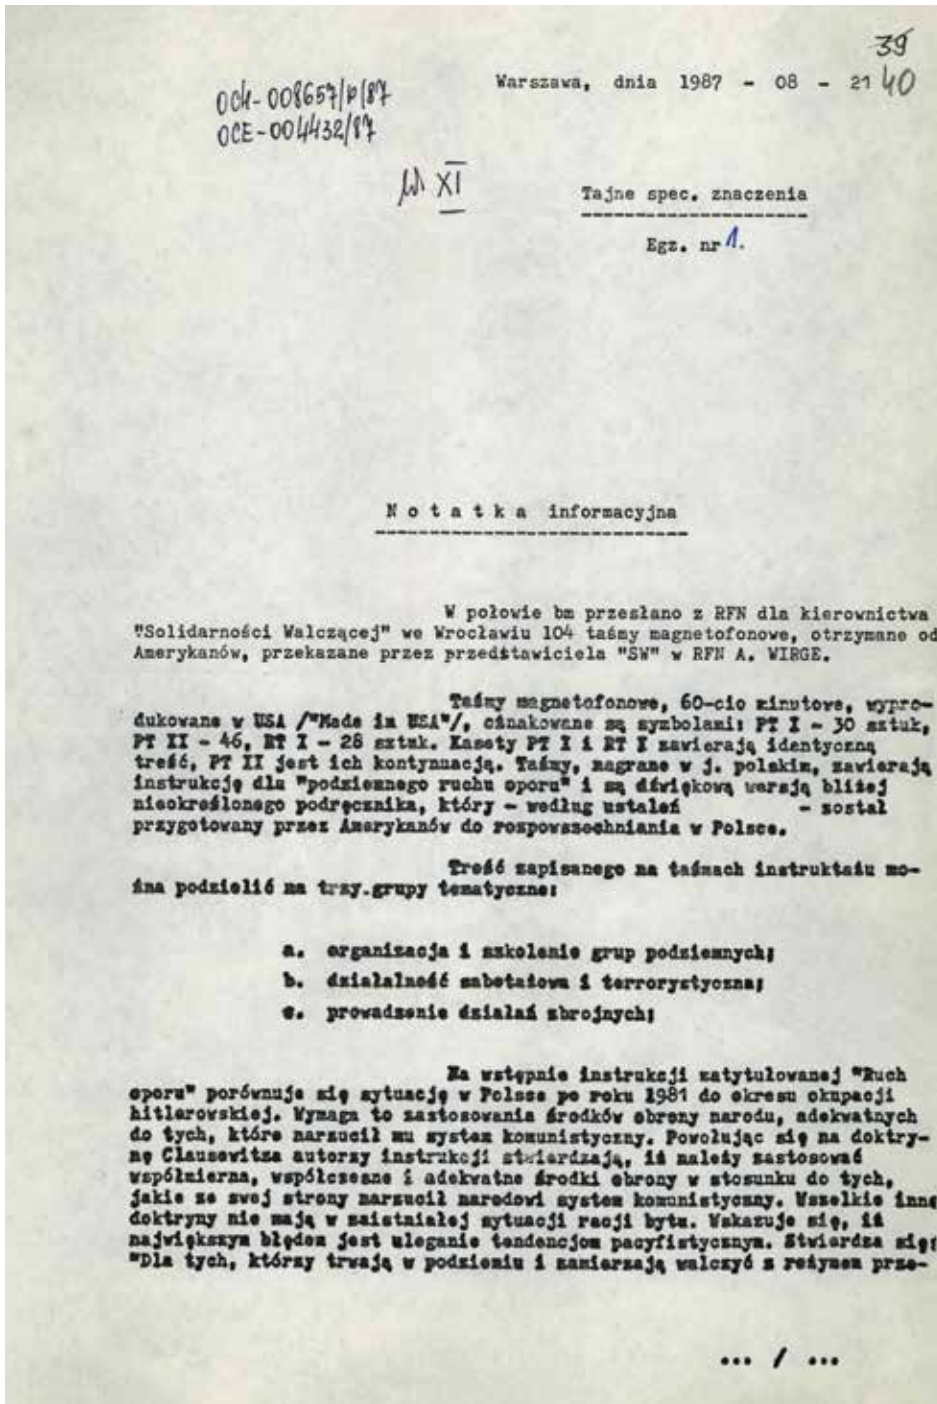 39
Warszawa, dnia 1987 - 08 - 21 40
OCK-008657/p/87
OCE-004432/87
XI
Tajne spec. znaczenia
Egz. nr 1.
N o t a t k a informacyjna
W połowie bm przesłano z RFN dla kierownictwa
"Solidarności Walczącej" we Wrocławiu 104 taśmy magnetofonowe, otrzymane od
Amerykanów, przekazane przez przedstawiciela "SW" w RFN A. WIRGE.
Taśmy magnetofonowe, 60-cio minutowe, wypro-
dukowane w USA /"Made in USA"/, oznakowane są symbolami: PT I - 30 sztuk,
PT II - 46, RT I - 28 sztuk. Kasety PT I i RT I zawierają identyczną
treść, PT II jest ich kontynuacją. Taśmy, nagrane w j. polskim, zawierają
instrukcję dla "podziemnego ruchu oporu" i są dźwiękową wersją bliżej
nieokreślonego podręcznika, który - według ustaleń - został
przygotowany przez Amerykanów do rozpowszechniania w Polsce.
Treść zapisanego na taśmach instruktażu mo-
żna podzielić na trzy.grupy tematyczne:
a. organizacja i szkolenie grup podziemnych;
b. działalność sabotażowa i terrorystyczna;
c. prowadzenie działań zbrojnych;
Na wstępnie instrukcji zatytułowanej "Ruch
oporu" porównuje się sytuację w Polsce po roku 1981 do okresu okupacji
hitlerowskiej. Wymaga to zastosowania środków obrony narodu, adekwatnych
do tych, które narzucił mu system komunistyczny. Powołując się na doktry-
nę Clausewitza autorzy instrukcji stwierdzają, iż należy zastosować
współmierna, współczesne i adekwatne środki obrony w stosunku do tych,
jakie ze swej strony narzucił narodowi system komunistyczny. Wszelkie inne
doktryny nie mają w zaistniałej sytuacji racji bytu. Wskazuje się, iż
największym błędem jest uleganie tendencjom pacyfistycznym. Stwierdza się:
"Dla tych, którzy trwają w podziemiu i zamierzają walczyć z reżymem prze-
... / ...